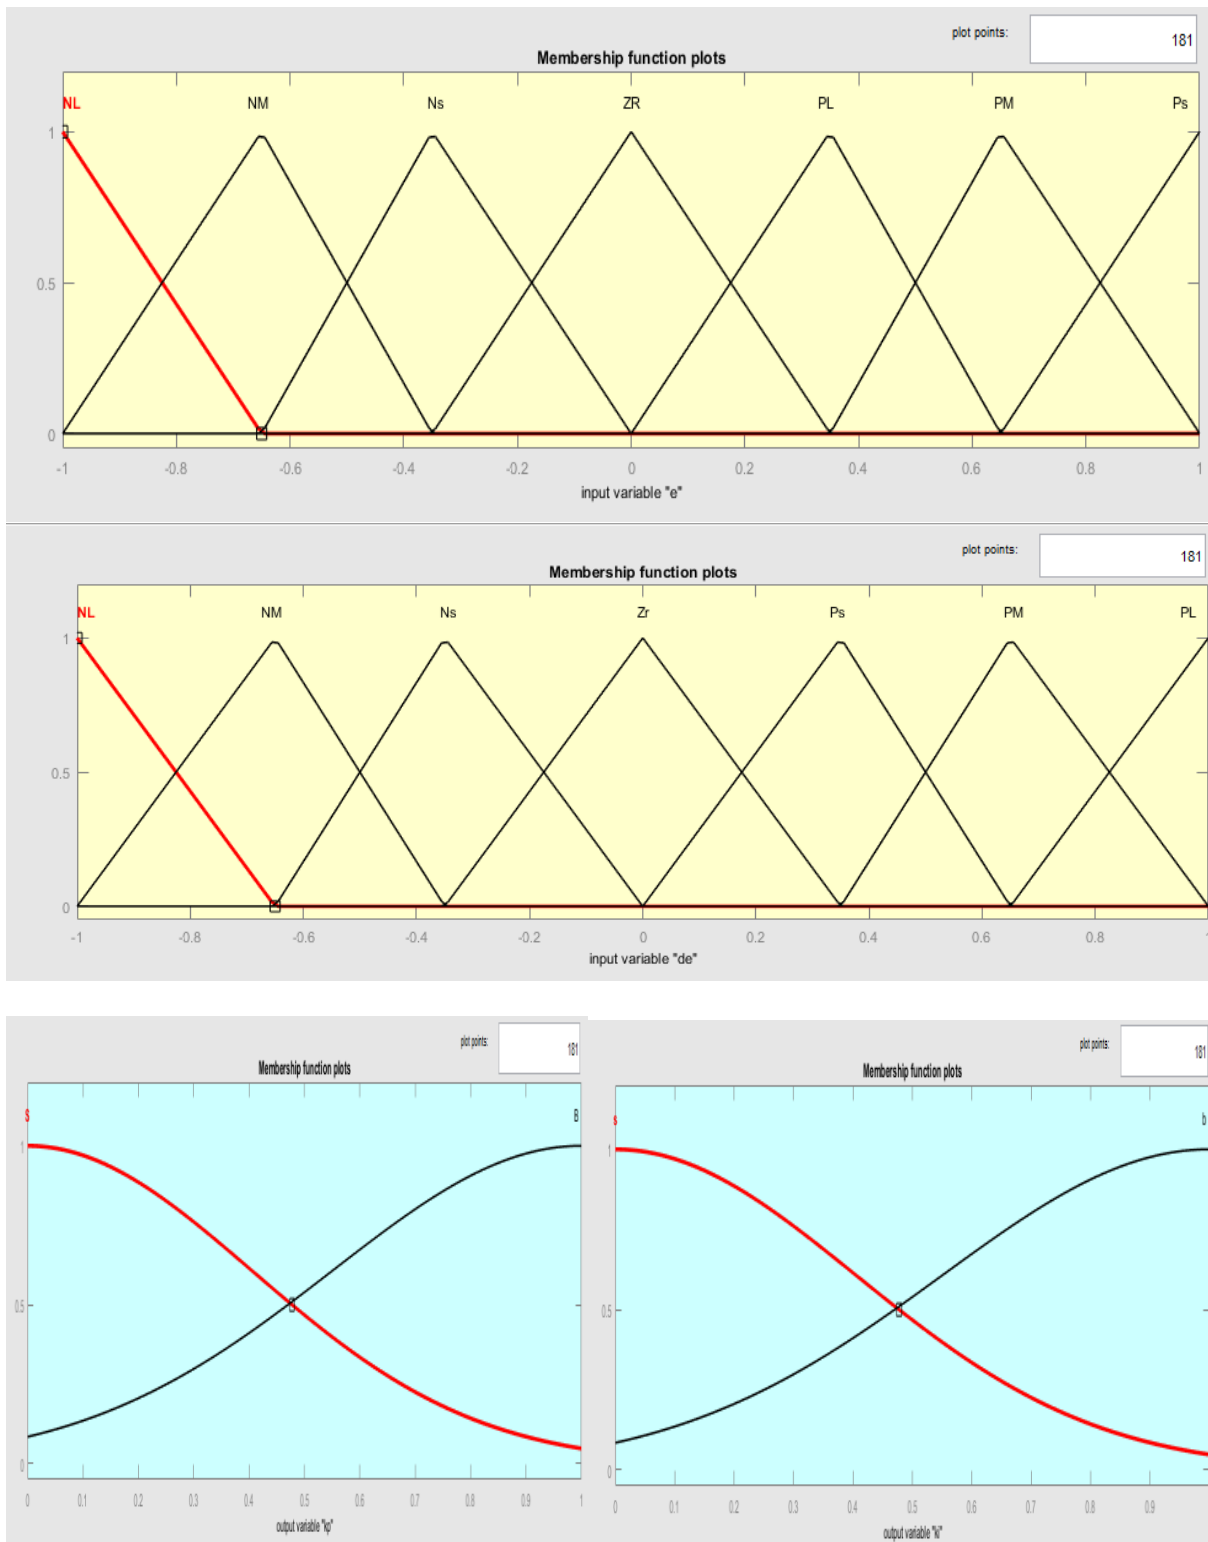 plot points: 181
Membership function plots
NL NM Ns ZR PL PM Ps
1
0.5
0
-1 -0.8 -0.6 -0.4 -0.2 0 0.2 0.4 0.6 0.8 1
input variable "e"
plot points: 181
Membership function plots
NL NM Ns Zr Ps PM PL
1
0.5
0
-1 -0.8 -0.6 -0.4 -0.2 0 0.2 0.4 0.6 0.8
input variable "de"
plot points: 181
Membership function plots
S B
1
0.5
0
0 0.1 0.2 0.3 0.4 0.5 0.6 0.7 0.8 0.9 1
output variable "kp"
plot points: 181
Membership function plots
s b
1
0.5
0
0 0.1 0.2 0.3 0.4 0.5 0.6 0.7 0.8 0.9
output variable "ki"